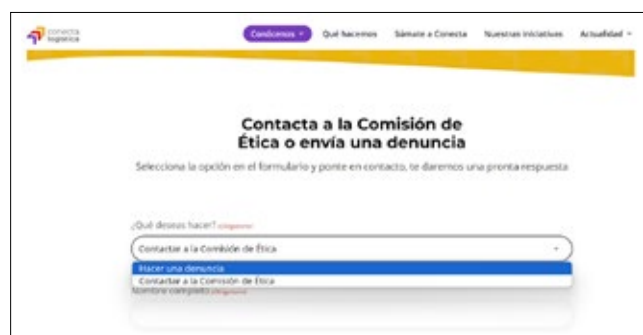 conecta
logística
Conócenos
Qué hacemos
Súmate a Conecta
Nuestras Iniciativas
Actualidad
Contacta a la Comisión de
Ética o envía una denuncia
Selecciona la opción en el formulario y ponte en contacto, te daremos una pronta respuesta
¿Qué deseas hacer? (Obligatorio)
Contactar a la Comisión de Ética
Hacer una denuncia
Contactar a la Comisión de Ética
Nombre completo (Obligatorio)